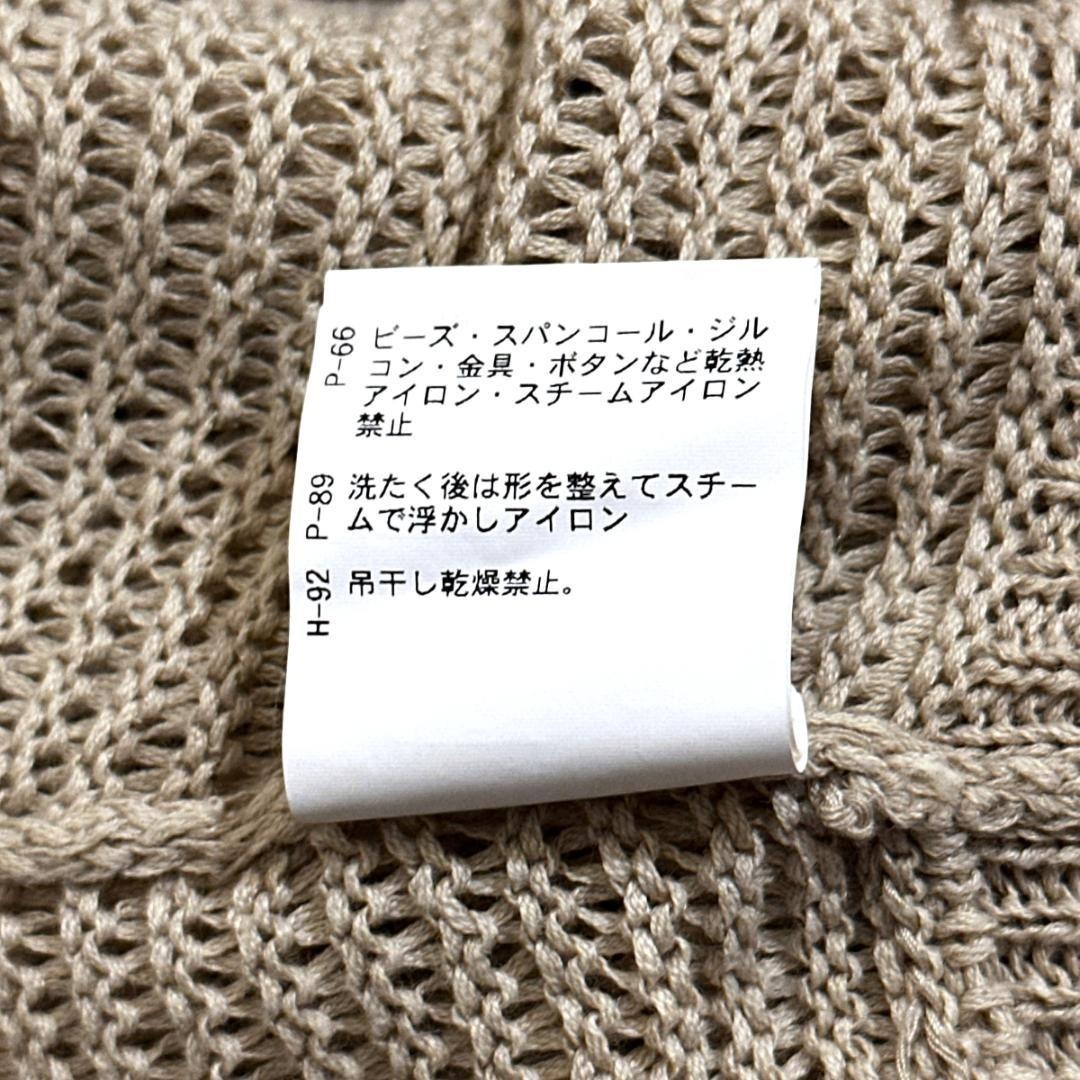 P-66 ビーズ・スパンコール・ジル
コン・金具・ボタンなど乾熱
アイロン・スチームアイロン
禁止
P-89 洗たく後は形を整えてスチー
ムで浮かしアイロン
H-92 吊干し乾燥禁止。